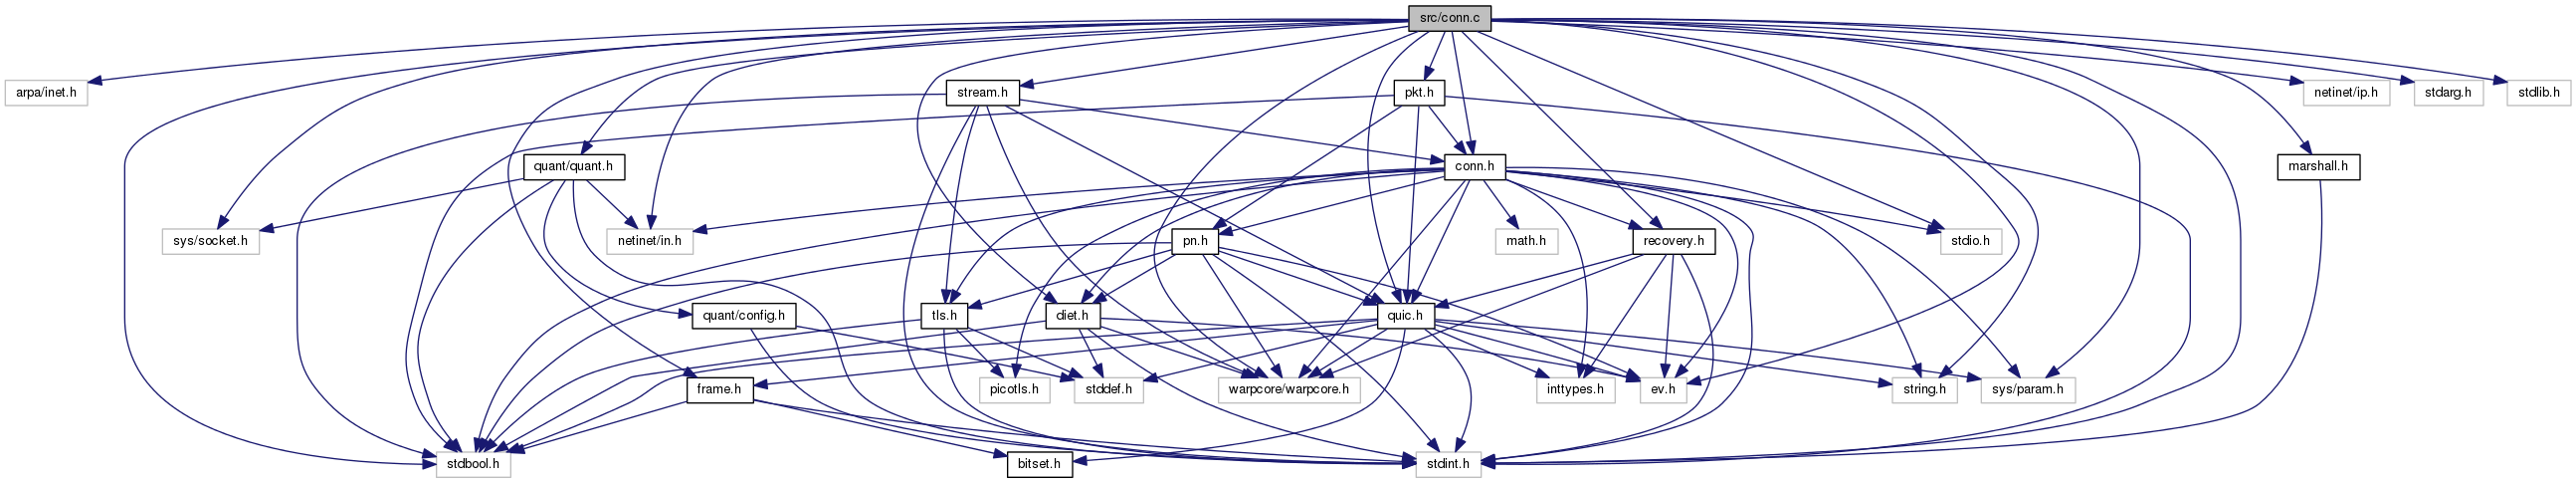 src/conn.c
arpa/inet.h
stream.h
pkt.h
netinet/ip.h
stdarg.h
stdlib.h
quant/quant.h
conn.h
marshall.h
sys/socket.h
netinet/in.h
pn.h
math.h
recovery.h
stdio.h
quant/config.h
tls.h
diet.h
quic.h
frame.h
picotls.h
stddef.h
warpcore/warpcore.h
inttypes.h
ev.h
string.h
sys/param.h
stdbool.h
bitset.h
stdint.h